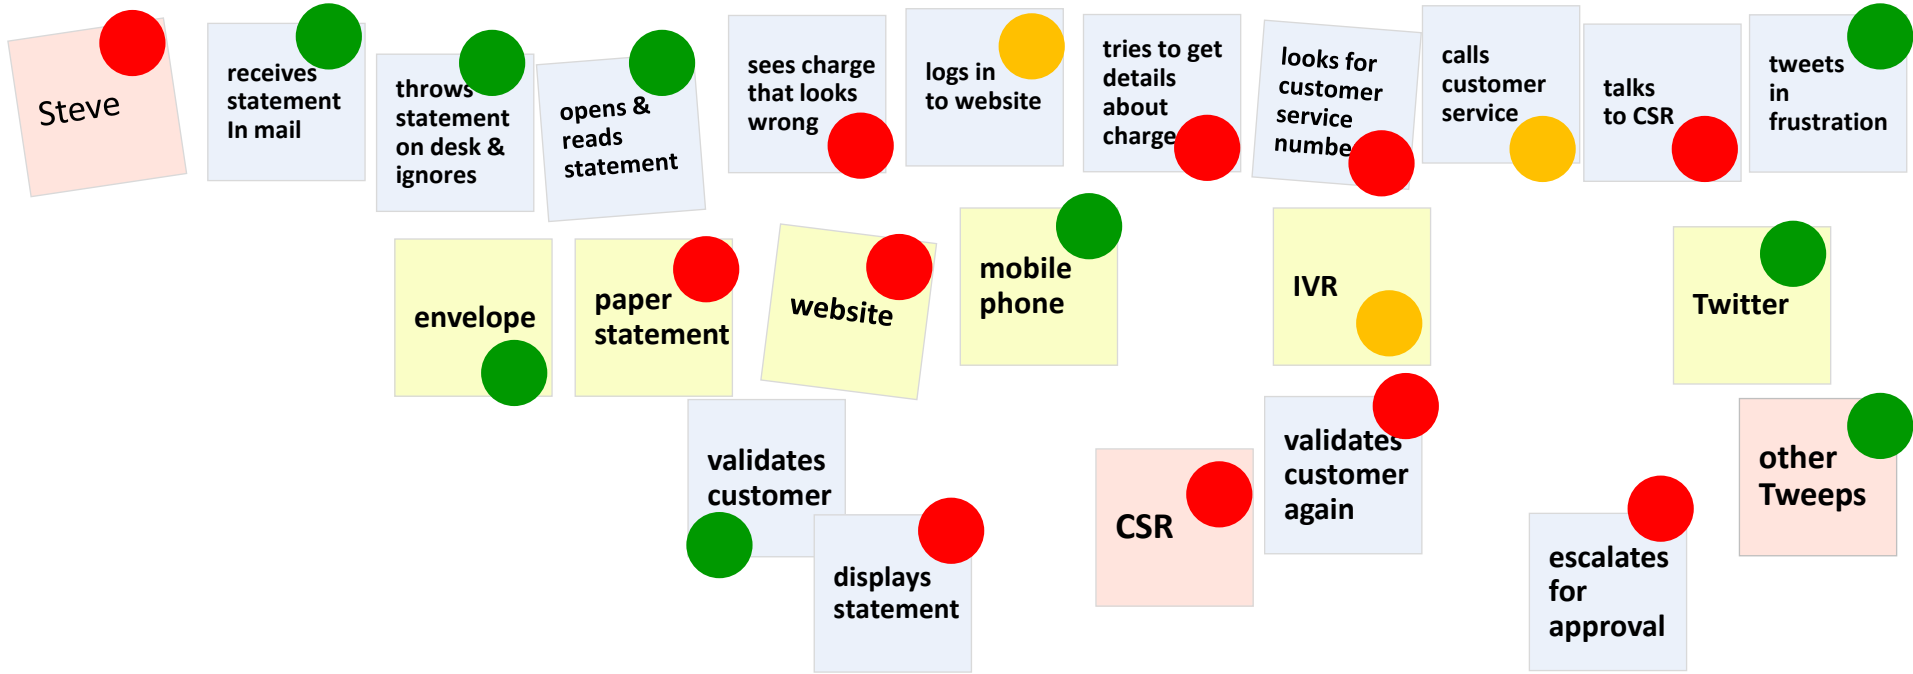 Steve
receives
statement
In mail
throws
statement
on desk &
ignores
opens &
reads
statement
sees charge
that looks
wrong
logs in
to website
tries to get
details
about
charge
looks for
customer
service
numbe
calls
customer
service
talks
to CSR
tweets
in
frustration
envelope
paper
statement
website
mobile
phone
IVR
Twitter
validates
customer
displays
statement
CSR
validates
customer
again
escalates
for
approval
other
Tweeps